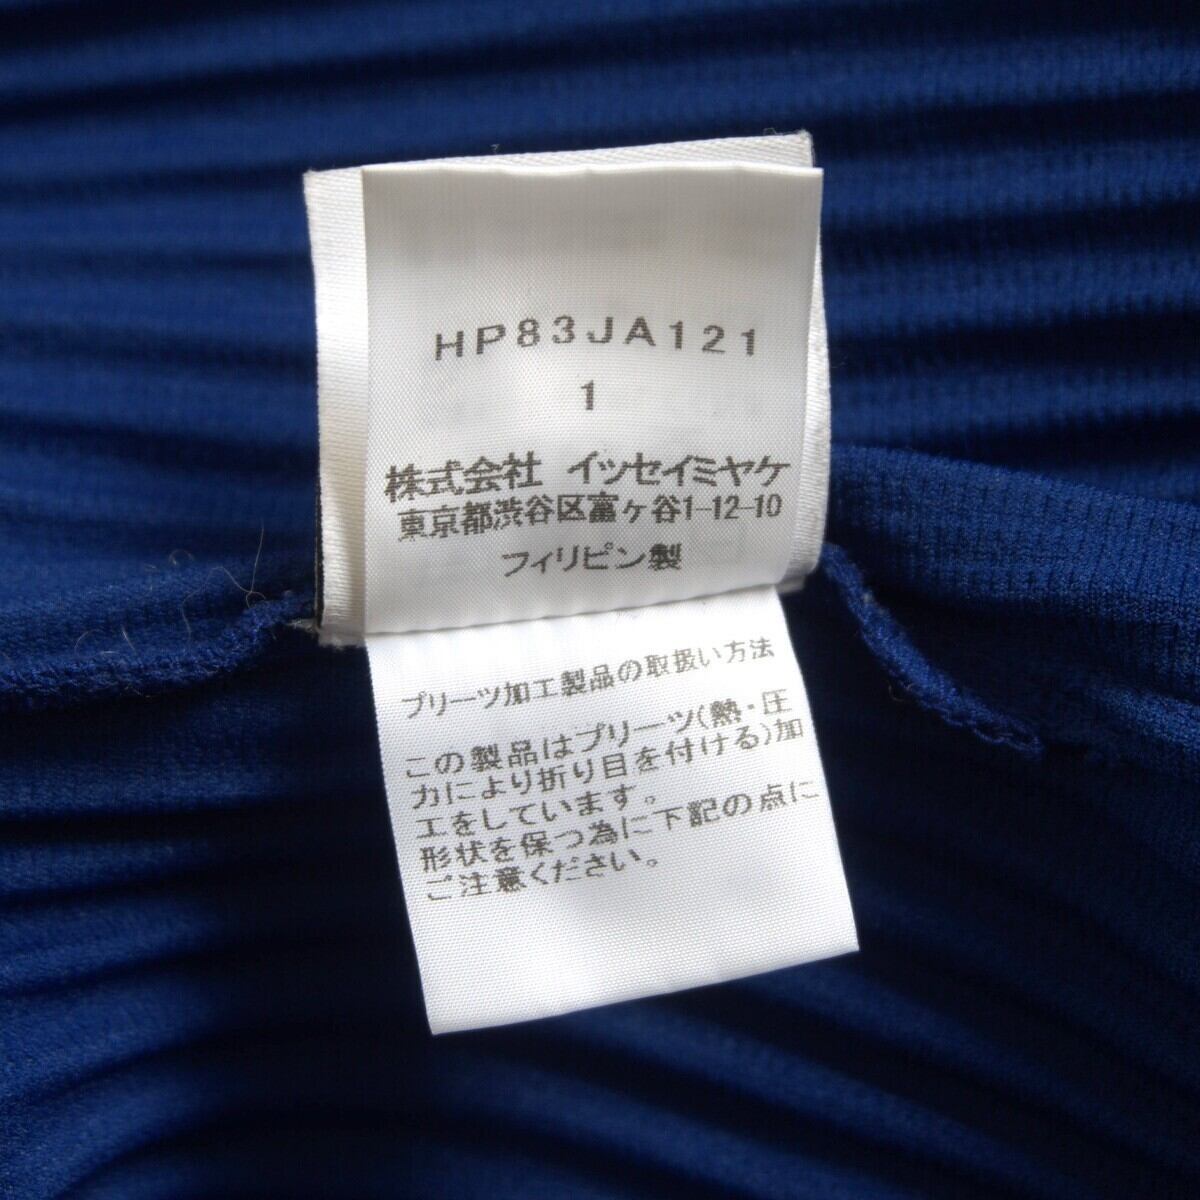 HP83JA121
1
株式会社 イッセイミヤケ
東京都渋谷区富ヶ谷1-12-10
フィリピン製
プリーツ加工製品の取扱い方法
この製品はプリーツ(熱・圧
力により折り目を付ける)加
工をしています。
形状を保つ為に下記の点に
ご注意ください。